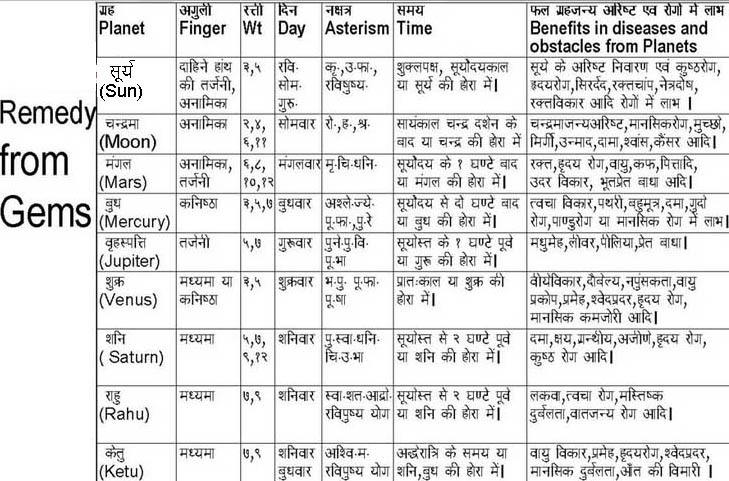 Remedy from Gems
ग्रह अगुली रत्ती दिन नक्षत्र समय फल ग्रहजन्य अरिष्ट एव रोगो में लाभ
Planet Finger Wt Day Asterism Time Benefits in diseases and
obstacles from Planets
सूर्य दाहिने हांथ ३,५ रवि- कृ-,उ-फा-, शुक्लपक्ष, सूर्योदयकाल सूर्य के अरिष्ट निवारण एवं कुष्ठरोग,
(Sun) की तर्जनी, सोम- रविपुष्य- या सूर्य की होरा में| हृदयरोग,सिरदर्द,रक्तचांप,नेत्रदोष,
अनामिका गुरु- रक्तविकार आदि रोगों में लाभ |
चन्द्रमा अनामिका २,४, सोमवार रो-,ह-,श्र- सायंकाल चन्द्र दर्शन के चन्द्रमाजन्यअरिष्ट,मानसिकरोग,मुच्छो,
(Moon) ६,११ बाद या चन्द्र की होरा में मिर्गी,उन्माद,दामा,श्वांस,कैंसर आदि|
मंगल अनामिका, ६,८, मंगलवार मृ-चि-धनि- सूर्योदय के १ घण्टे बाद रक्त,हृदय रोग,वायु,कफ,पित्तादि,
(Mars) तर्जनी १०,१२ या मंगल की होरा में| उदर विकार, भूतप्रेत बाधा आदि|
बुध कनिष्ठा ३,५,७ बुधवार अश्ले-ज्ये- सूर्योदय से दो घण्टे बाद त्वचा विकार,पथरी,बहुमूत्र,दमा,गुर्दा
(Mercury) पू-फा-,पु-रे या बुध की होरा में| रोग,पाण्डुरोग या मानसिक रोग में लाभ|
वृहस्पत्ति तर्जनी ५,७ गुरूवार पुने-पु-वि- सूर्योस्त के १ घण्टे पूर्व मधुमेह,लीवर,पीलिया,प्रेत बाधा|
(Jupiter) पू-भा या गुरू की होरा में|
शुक्र मध्यमा या ३,५ शुक्रवार भ-पु- पू-फा- प्रातःकाल या शुक्र की वीर्यविकार,दौर्वल्य,नपुंसकता,वायु
(Venus) कनिष्ठा पू-षा होरा में| प्रकोप,प्रमेह,श्वेदप्रदर,हृदय रोग,
मानसिक कमजोरी आदि|
शनि मध्यमा ५,७, शनिवार पु-स्वा-धनि- सूर्योस्त से २ घण्टे पूर्व दमा,क्षय,ग्रन्थीय,अजीर्ण,हृदय रोग,
( Saturn) ९,१२ चि-उ-भा या शनि की होरा में| कुष्ठ रोग आदि|
राहु मध्यमा ७,९ शनिवार स्वा-शत-आद्रो- सूर्योस्त से २ घण्टे पूर्व लकवा,त्वचा रोग,मस्तिष्क
(Rahu) रविपुष्य योग या शनि की होरा में| दुर्वलता,वातजन्य रोग आदि|
केतु मध्यमा ७,९ शनिवार अश्वि-म- अर्द्धरात्रि के समय या वायु विकार,प्रमेह,हृदयरोग,श्वेदप्रदर,
(Ketu) बुधवार रविपुष्य योग शनि,बुध की होरा में| मानसिक दुर्वलता,आँत की विमारी |